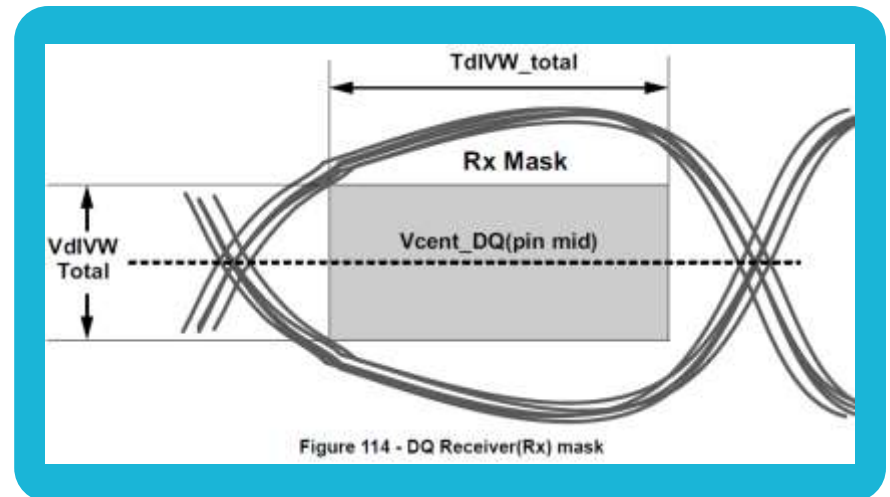 TdIVW_total
Rx Mask
VdIVW
Total
Vcent_DQ(pin mid)
Figure 114 - DQ Receiver(Rx) mask